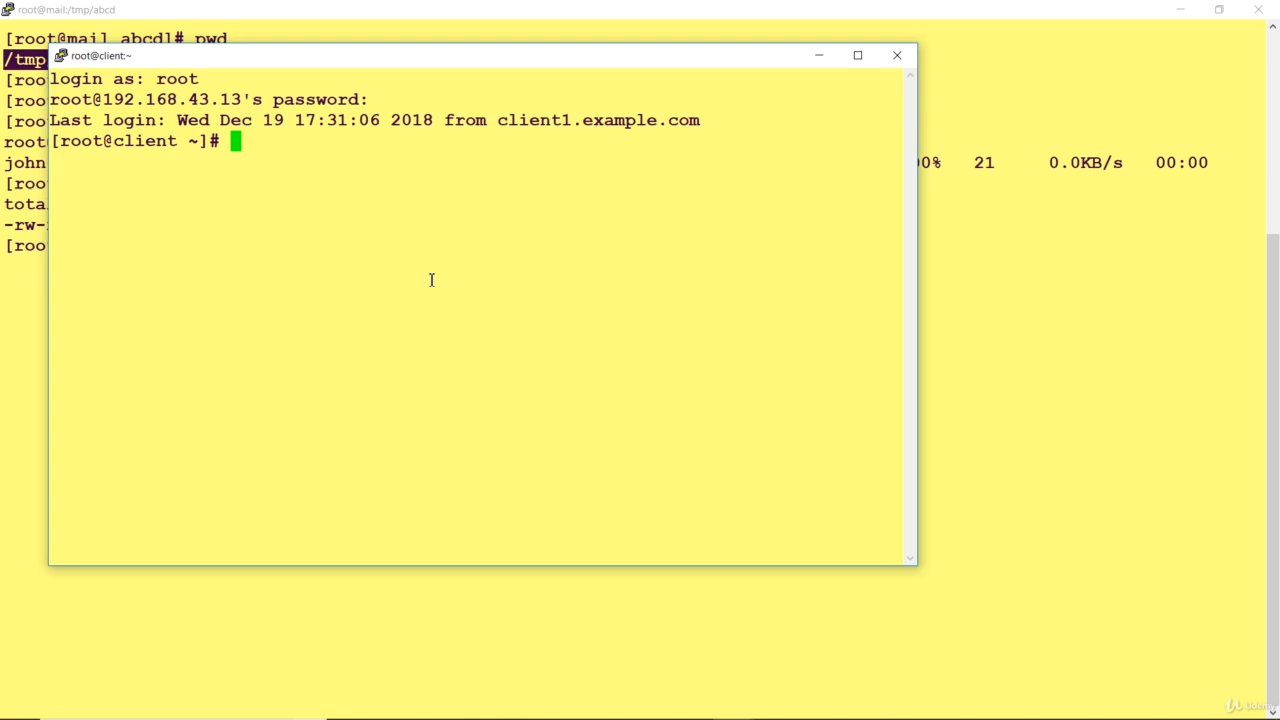 root@mail:/tmp/abcd
[root@mail abcd]# pwd
/tmp
root@client:~
login as: root
root@192.168.43.13's password:
Last login: Wed Dec 19 17:31:06 2018 from client1.example.com
[root@client ~]#
[roo
[roo
[roo
root
john 00% 21 0.0KB/s 00:00
[roo
tota
-rw-
[roo
Udemy